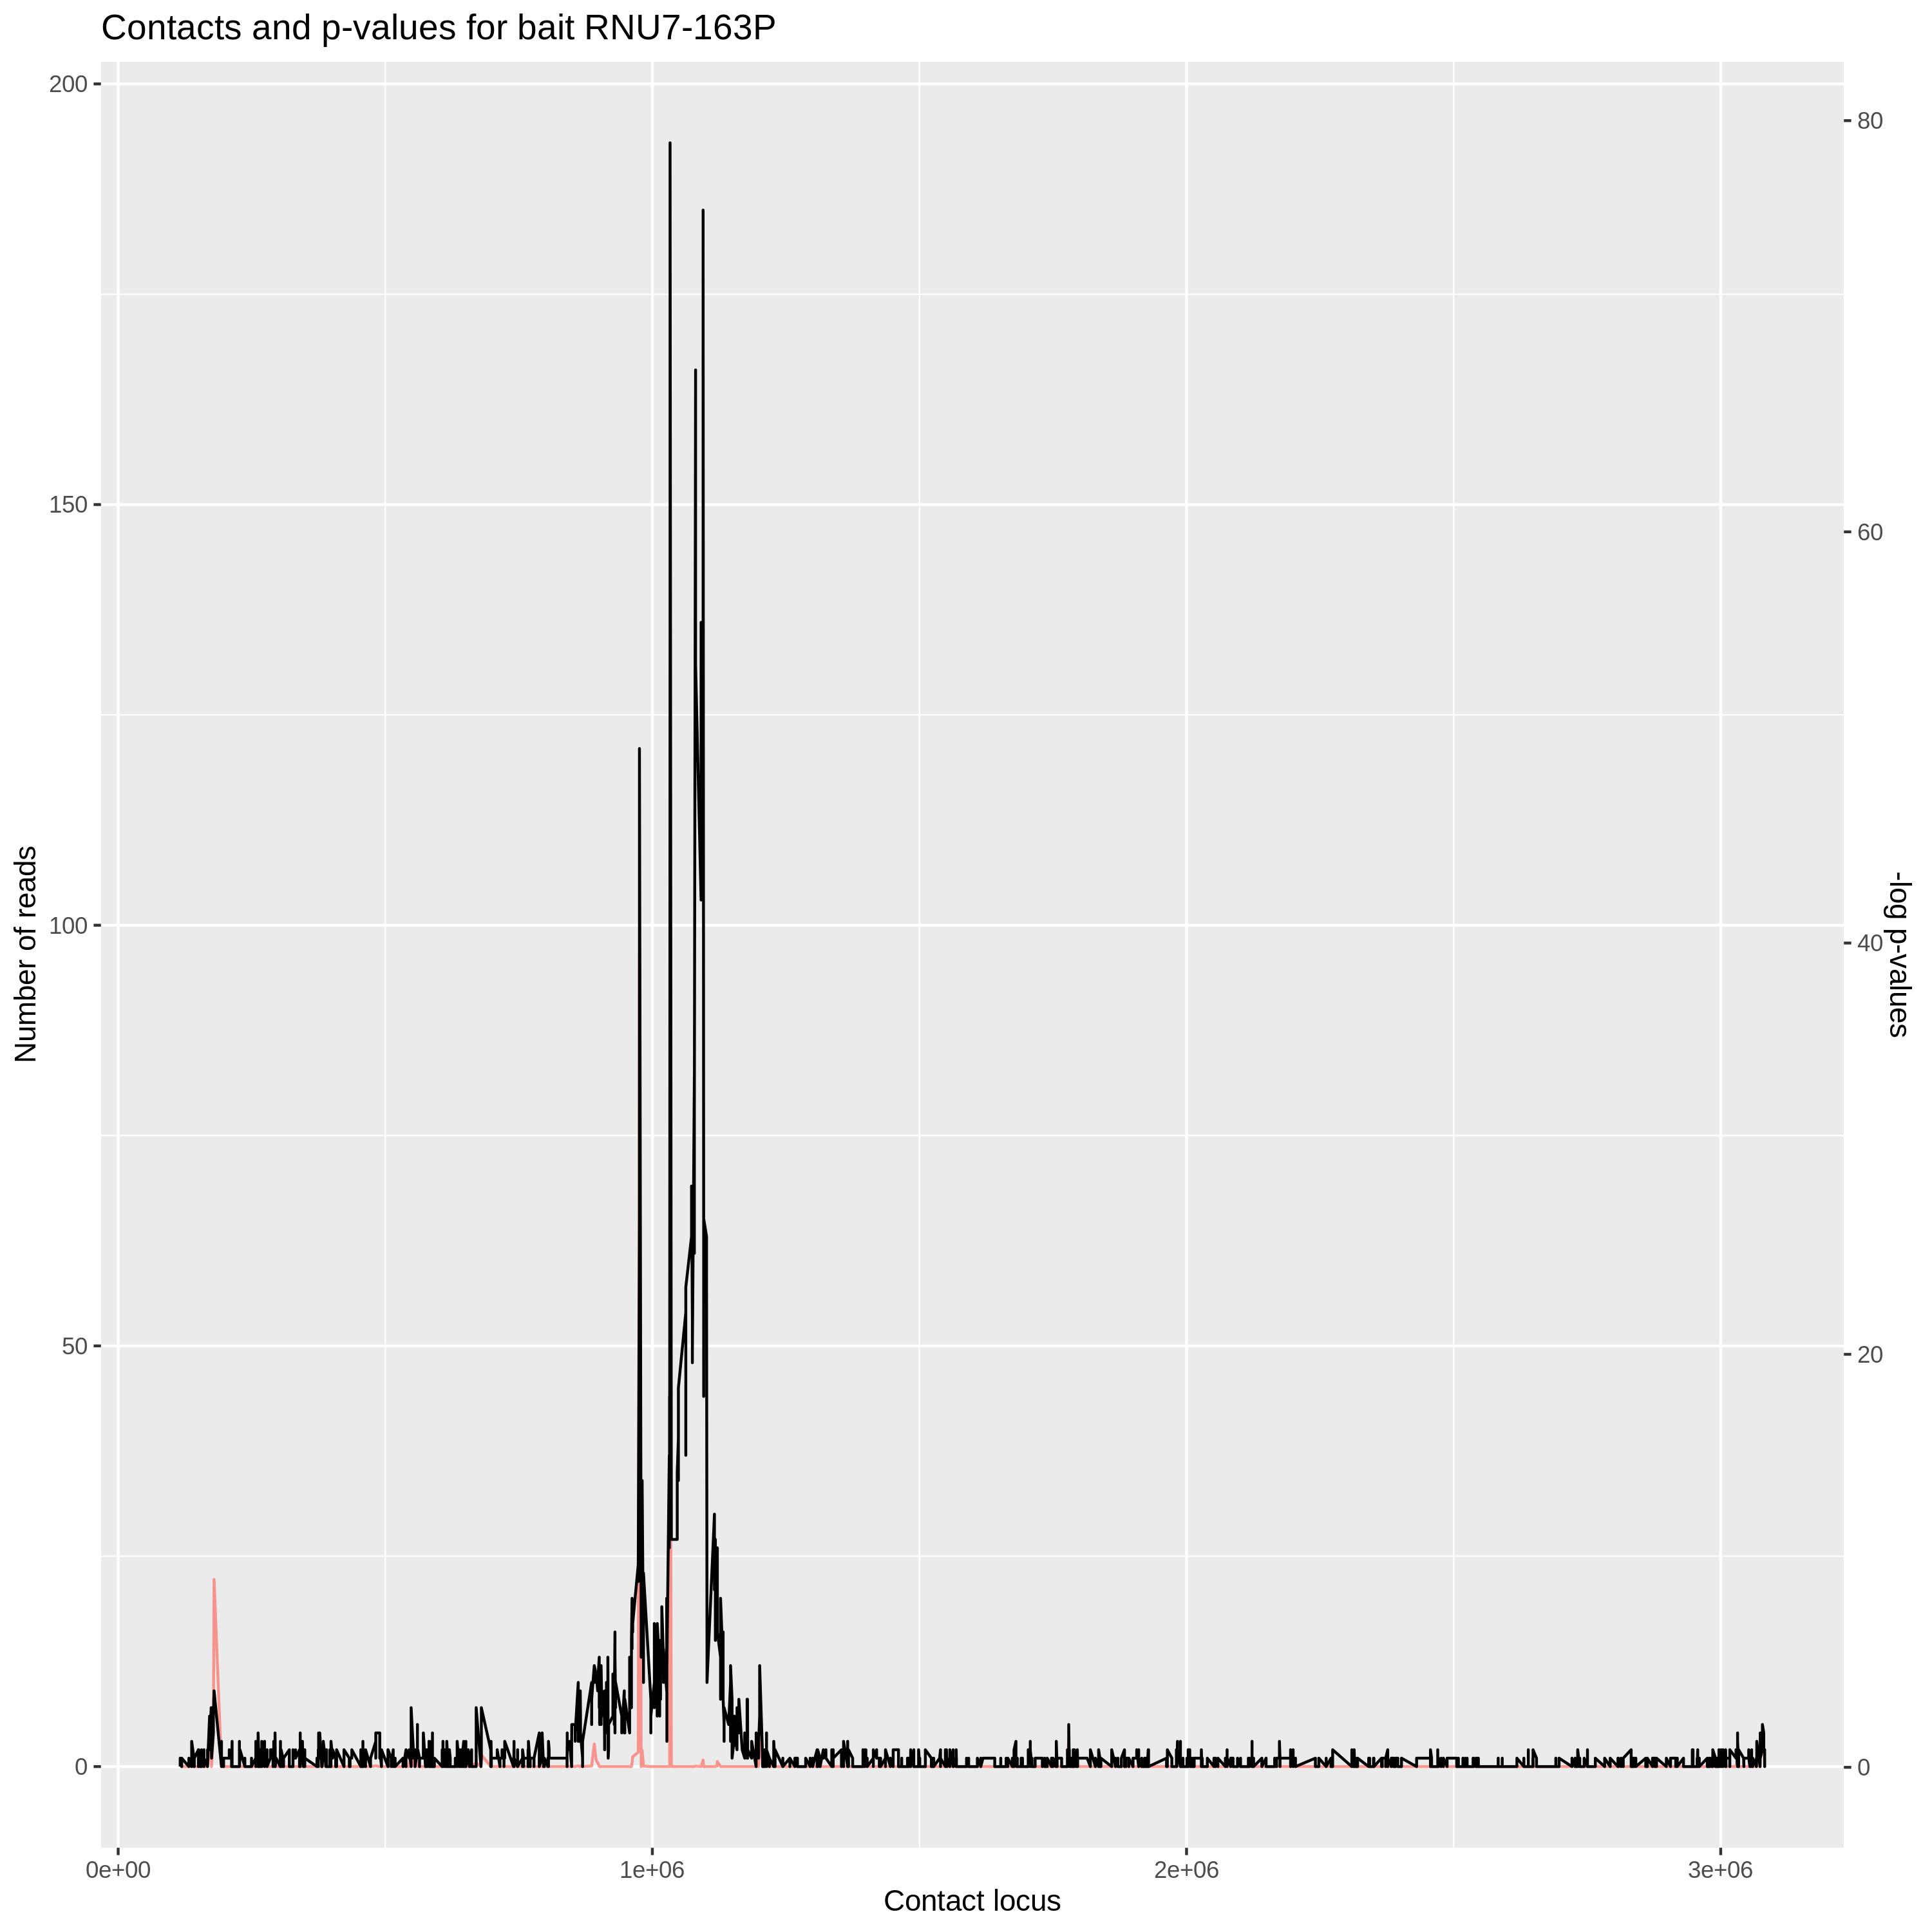 Contacts and p-values for bait RNU7-163P
200
150
100
50
0
Number of reads
80
60
40
20
0
-log p-values
0e+00
1e+06
2e+06
3e+06
Contact locus